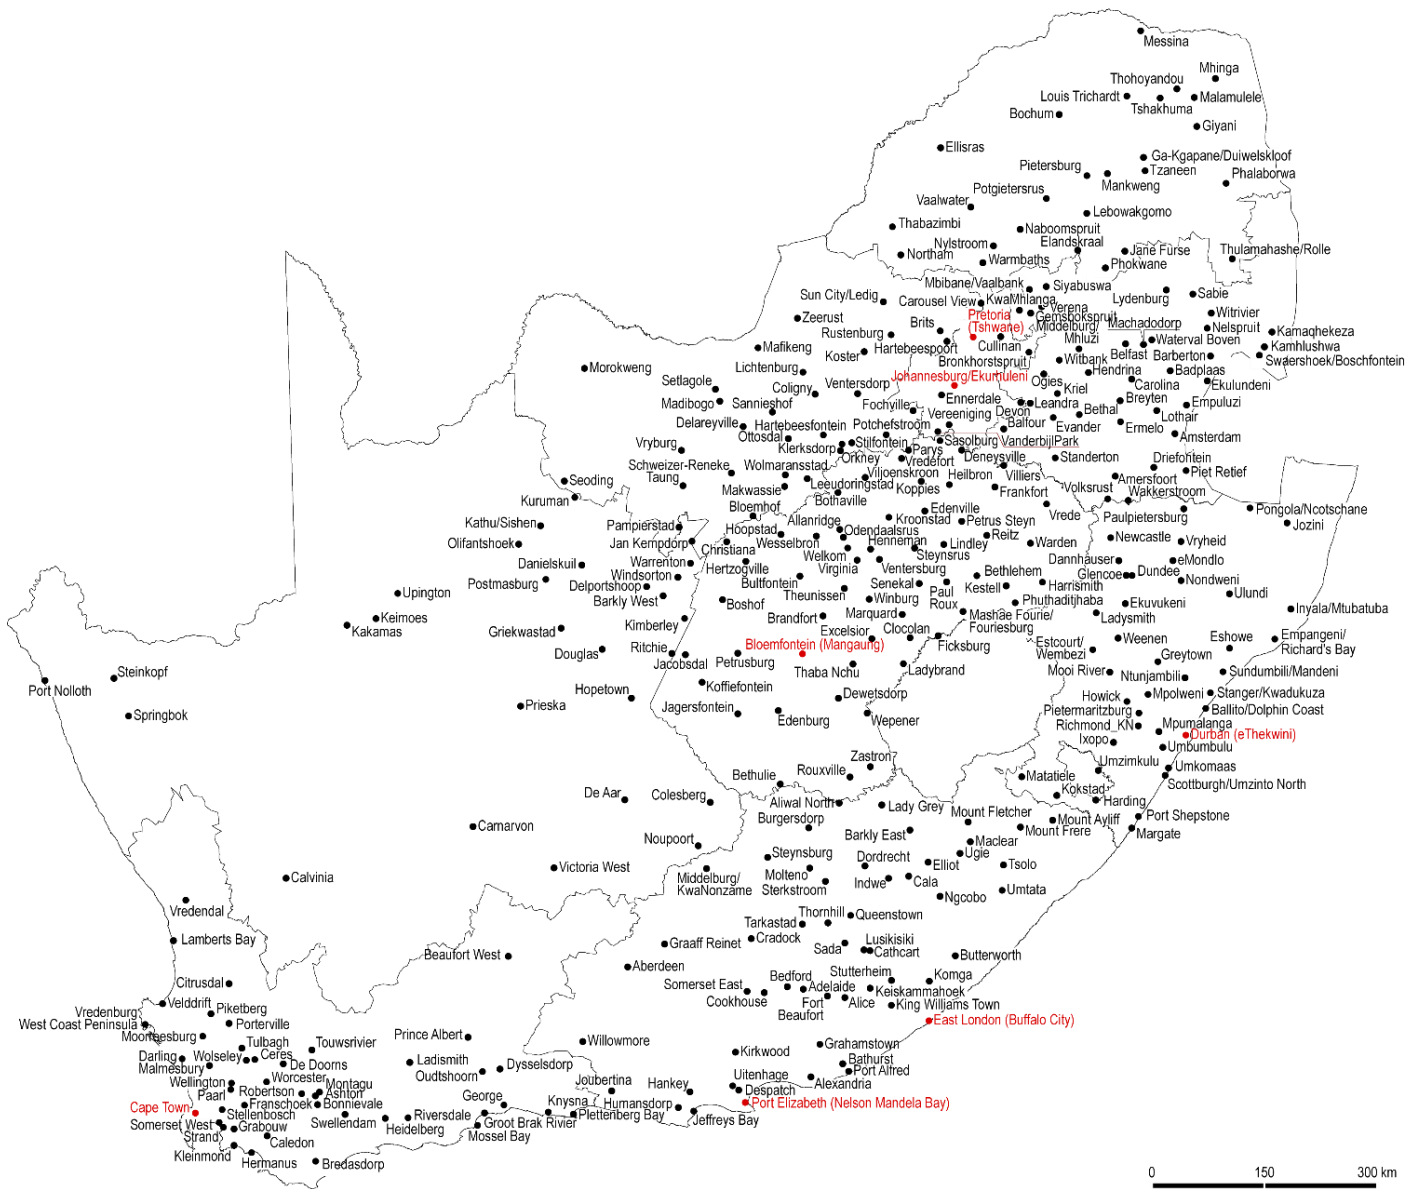 Messina
Mhinga
Thohoyandou
Louis Trichardt
Malamulele
Tshakhuma
Bochum
Giyani
Ellisras
Ga-Kgapane/Duiwelskloof
Pietersburg
Tzaneen
Mankweng
Phalaborwa
Potgietersrus
Vaalwater
Lebowakgomo
Thabazimbi
Naboomspruit
Elandskraal
Nylstroom
Jane Furse
Thulamahashe/Rolle
Northam
Warmbaths
Phokwane
Mbibane/Vaalbank
Siyabuswa
Sun City/Ledig
Carousel View
KwaMhlanga
Lydenburg
Sabie
Verena
Zeerust
Pretoria
(Tshwane)
Gemsbokspruit
Witrivier
Brits
Middelburg/
Mhluzi
Machadodorp
Nelspruit
Kamaqhekeza
Rustenburg
Hartebeespoort
Cullinan
Waterval Boven
Kamhlushwa
Mafikeng
Koster
Bronkhorstspruit
Witbank
Belfast
Barberton
Swaershoek/Boschfontein
Morokweng
Lichtenburg
Johannesburg/Ekurhuleni
Ogies
Hendrina
Badplaas
Setlagole
Coligny
Ventersdorp
Kriel
Carolina
Ekulundeni
Madibogo
Sannieshof
Fochville
Ennerdale
Leandra
Breyten
Empuluzi
Vereeniging
Devon
Bethal
Lothair
Delareyville
Hartebeesfontein
Potchefstroom
Balfour
Evander
Ermelo
Amsterdam
Ottosdal
Stilfontein
Sasolburg
VanderbijlPark
Vryburg
Klerksdorp
Orkney
Parys
Deneysville
Standerton
Driefontein
Schweizer-Reneke
Wolmaransstad
Vredefort
Piet Retief
Taung
Viljoenskroon
Heilbron
Villiers
Amersfoort
Seoding
Makwassie
Leeudoringstad
Koppies
Frankfort
Volksrust
Wakkerstroom
Kuruman
Bothaville
Bloemhof
Edenville
Vrede
Paulpietersburg
Pongola/Ncotschane
Kathu/Sishen
Pampierstad
Hoopstad
Allanridge
Kroonstad
Petrus Steyn
Jozini
Odendaalsrus
Olifantshoek
Jan Kempdorp
Christiana
Wesselbron
Henneman
Lindley
Reitz
Warden
Newcastle
Vryheid
Welkom
Steynsrus
Danielskuil
Warrenton
Hertzogville
Virginia
Ventersburg
Dannhauser
eMondlo
Windsorton
Bethlehem
Glencoe
Dundee
Postmasburg
Delportshoop
Bultfontein
Senekal
Kestell
Harrismith
Nondweni
Upington
Barkly West
Theunissen
Winburg
Paul
Roux
Phuthaditjhaba
Ekuvukeni
Ulundi
Boshof
Inyala/Mtubatuba
Keimoes
Brandfort
Marquard
Mashae Fourie/
Fouriesburg
Ladysmith
Kakamas
Griekwastad
Kimberley
Excelsior
Clocolan
Weenen
Eshowe
Empangeni/
Richard's Bay
Ritchie
Bloemfontein (Mangaung)
Ficksburg
Estcourt/
Wembezi
Douglas
Jacobsdal
Petrusburg
Greytown
Steinkopf
Thaba Nchu
Ladybrand
Mooi River
Ntunjambili
Sundumbili/Mandeni
Port Nolloth
Koffiefontein
Hopetown
Dewetsdorp
Howick
Mpolweni
Stanger/Kwadukuza
Springbok
Prieska
Jagersfontein
Edenburg
Wepener
Pietermaritzburg
Ballito/Dolphin Coast
Richmond_KN
Mpumalanga
Durban (eThekwini)
Ixopo
Umbumbulu
Zastron
Umzimkulu
Umkomaas
Bethulie
Rouxville
Matatiele
Scottburgh/Umzinto North
Kokstad
De Aar
Colesberg
Aliwal North
Lady Grey
Harding
Burgersdorp
Mount Fletcher
Mount Ayliff
Port Shepstone
Carnarvon
Barkly East
Mount Frere
Margate
Noupoort
Maclear
Steynsburg
Ugie
Victoria West
Dordrecht
Elliot
Tsolo
Calvinia
Middelburg/
KwaNonzame
Molteno
Sterkstroom
Indwe
Cala
Umtata
Ngcobo
Vredendal
Thornhill
Queenstown
Tarkastad
Lamberts Bay
Graaff Reinet
Cradock
Lusikisiki
Sada
Cathcart
Beaufort West
Butterworth
Aberdeen
Citrusdal
Bedford
Stutterheim
Komga
Somerset East
Adelaide
Keiskammahoek
Cookhouse
Fort
Beaufort
Alice
King Williams Town
Velddrift
Vredenburg
West Coast Peninsula
Piketberg
Porterville
East London (Buffalo City)
Moorreesburg
Prince Albert
Willowmore
Grahamstown
Tulbagh
Touwsrivier
Darling
Wolseley
Ceres
Kirkwood
Bathurst
Malmesbury
De Doorns
Ladismith
Dysselsdorp
Port Alfred
Oudtshoorn
Wellington
Worcester
Montagu
Joubertina
Hankey
Uitenhage
Alexandria
Paarl
Robertson
Ashton
Despatch
Cape Town
Franschoek
Bonnievale
George
Knysna
Humansdorp
Port Elizabeth (Nelson Mandela Bay)
Stellenbosch
Swellendam
Riversdale
Groot Brak Rivier
Plettenberg Bay
Jeffreys Bay
Somerset West
Grabouw
Heidelberg
Mossel Bay
Strand
Caledon
Kleinmond
Hermanus
Bredasdorp
0 150 300 km